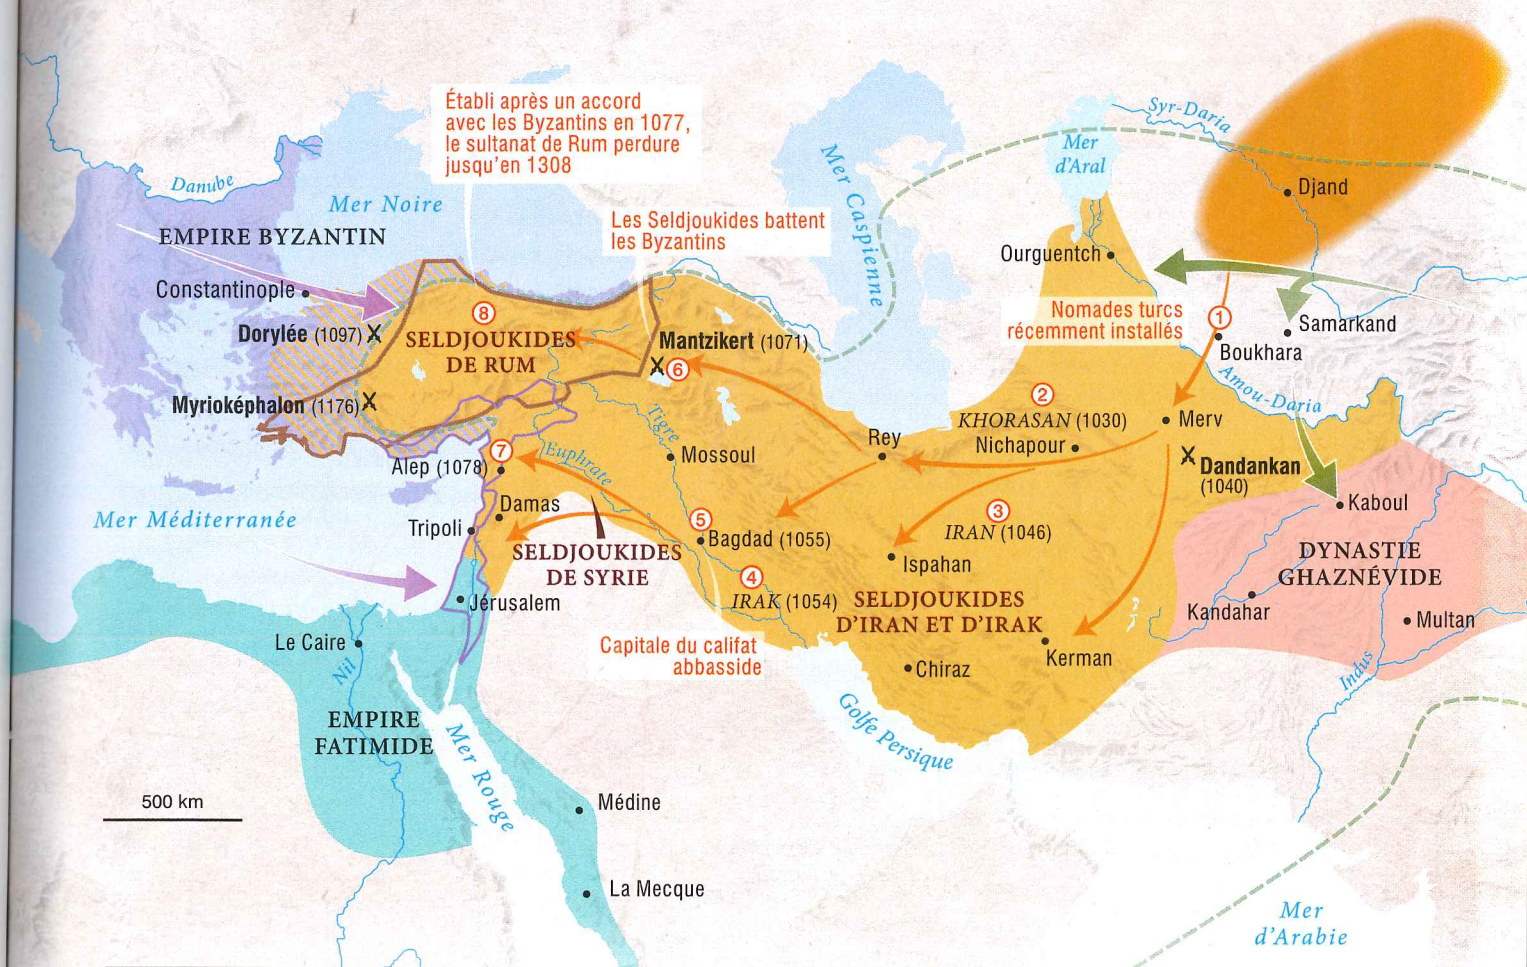 Établi après un accord
avec les Byzantins en 1077,
le sultanat de Rum perdure
jusqu'en 1308
Syr-Daria
Mer
d'Aral
Mer Caspienne
Danube
Djand
Mer Noire
Les Seldjoukides battent
les Byzantins
EMPIRE BYZANTIN
Ourguentch
Constantinople
Nomades turcs
récemment installés
1
Samarkand
8
Dorylée (1097)
SELDJOUKIDES
DE RUM
Mantzikert (1071)
6
Boukhara
Amou-Daria
2
KHORASAN (1030)
Nichapour
Merv
Myrioképhalon (1176)
Tigre
Rey
7
Euphrate
Mossoul
Alep (1078)
Dandankan
(1040)
Kaboul
Damas
Mer Méditerranée
Tripoli
5
Bagdad (1055)
3
IRAN (1046)
SELDJOUKIDES
DE SYRIE
Ispahan
DYNASTIE
GHAZNÉVIDE
4
IRAK (1054)
SELDJOUKIDES
D'IRAN ET D'IRAK
Jérusalem
Kandahar
Multan
Le Caire
Nil
Capitale du califat
abbasside
Kerman
Chiraz
Indus
EMPIRE
FATIMIDE
Mer Rouge
Golfe Persique
500 km
Médine
La Mecque
Mer
d'Arabie